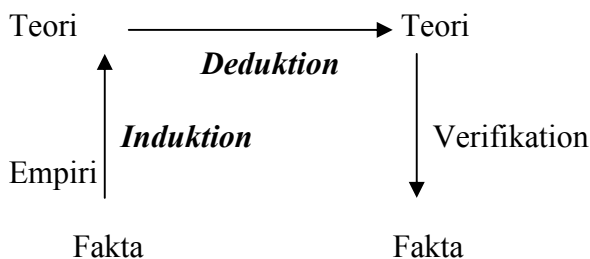 Teori Teori
Deduktion
Induktion Verifikation
Empiri
Fakta Fakta